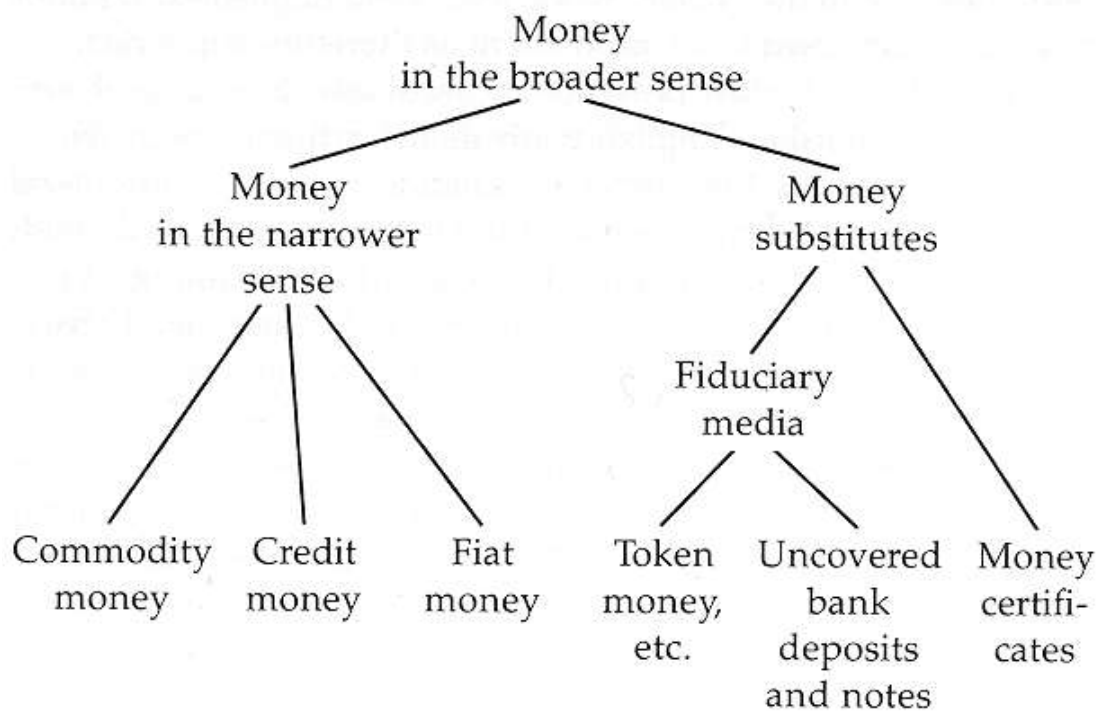 Money
in the broader sense
Money
in the narrower
sense
Money
substitutes
Fiduciary
media
Commodity
money
Credit
money
Fiat
money
Token
money,
etc.
Uncovered
bank
deposits
and notes
Money
certifi-
cates